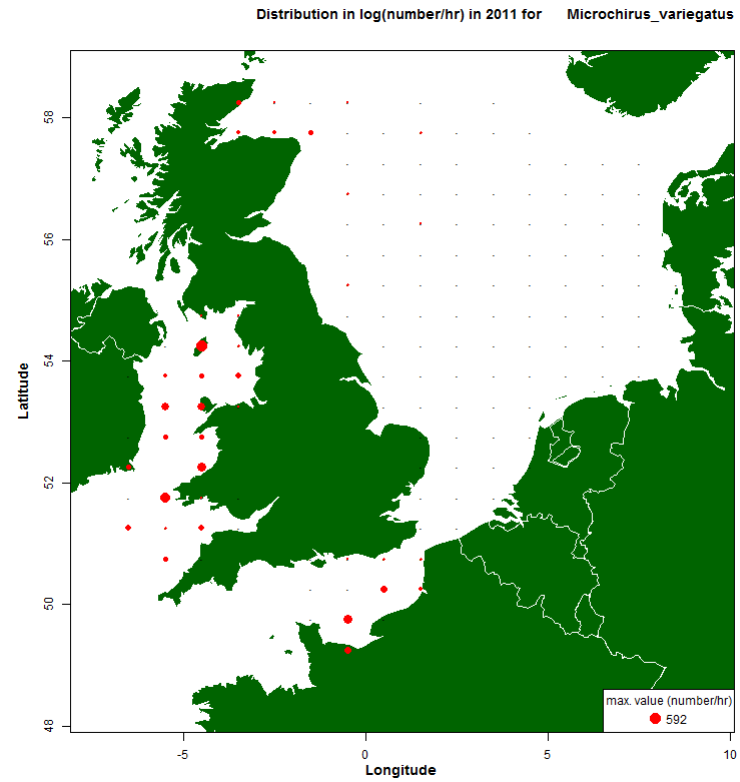 Distribution in log(number/hr) in 2011 for Microchirus_variegatus
58
56
54
52
50
48
Latitude
max. value (number/hr)
592
-5 0 5 10
Longitude